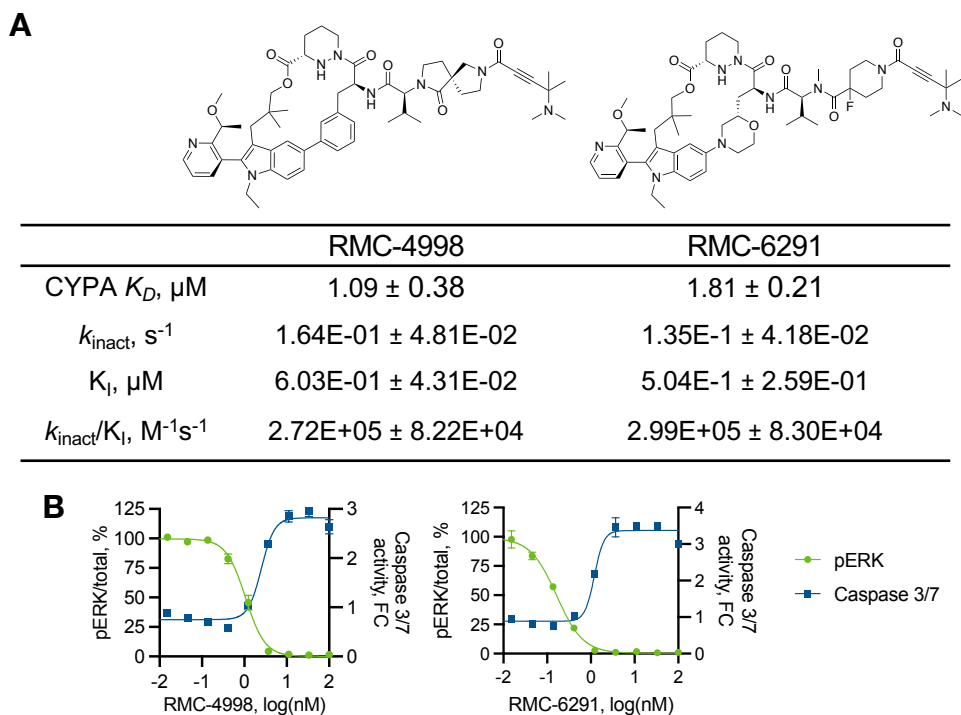 A
O
O
N
H
N
O
N
H
O
N
O
N
O
N
O
O
N
N
O
O
N
H
N
O
N
H
O
N
O
F
N
O
N
O
N
O
O
N
N
RMC-4998 RMC-6291
CYPA KD, µM 1.09 ± 0.38 1.81 ± 0.21
kinact, s-1 1.64E-01 ± 4.81E-02 1.35E-1 ± 4.18E-02
KI, µM 6.03E-01 ± 4.31E-02 5.04E-1 ± 2.59E-01
kinact/KI, M-1s-1 2.72E+05 ± 8.22E+04 2.99E+05 ± 8.30E+04
B
pERK/total, %
125
100
75
50
25
0
3
2
1
0
Caspase 3/7
activity, FC
-2 -1 0 1 2
RMC-4998, log(nM)
pERK/total, %
125
100
75
50
25
0
4
3
2
1
0
Caspase 3/7
activity, FC
-2 -1 0 1 2
RMC-6291, log(nM)
pERK
Caspase 3/7